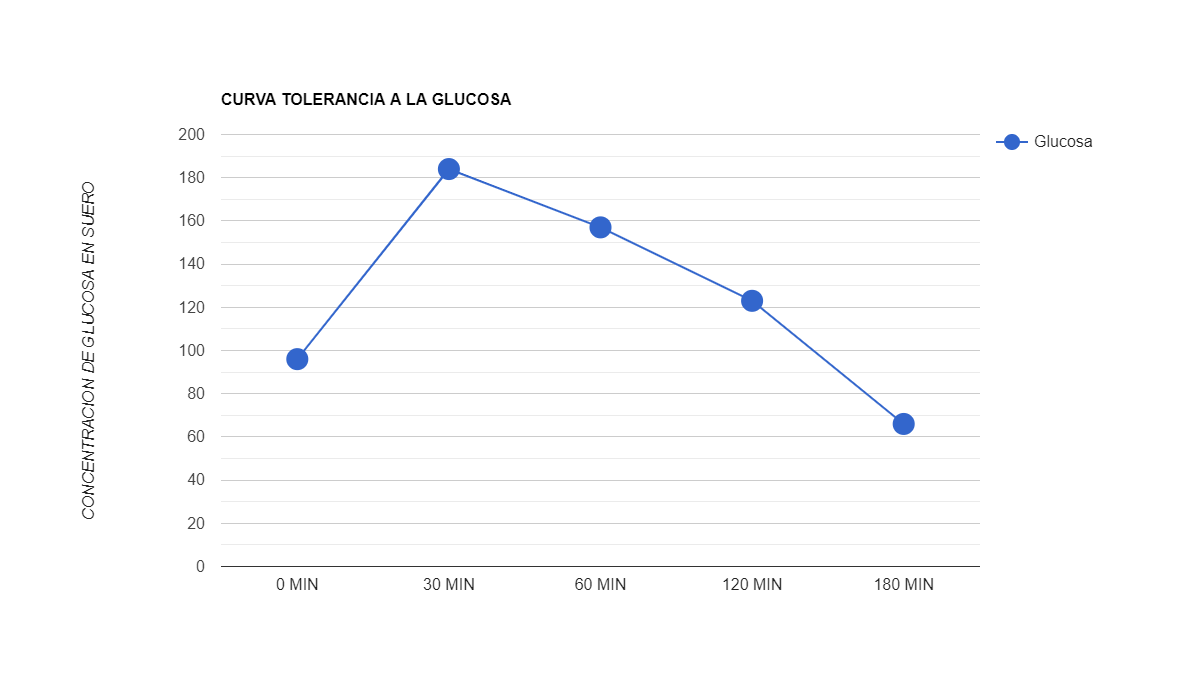 CURVA TOLERANCIA A LA GLUCOSA
Glucosa
CONCENTRACION DE GLUCOSA EN SUERO
200
180
160
140
120
100
80
60
40
20
0
0 MIN
30 MIN
60 MIN
120 MIN
180 MIN